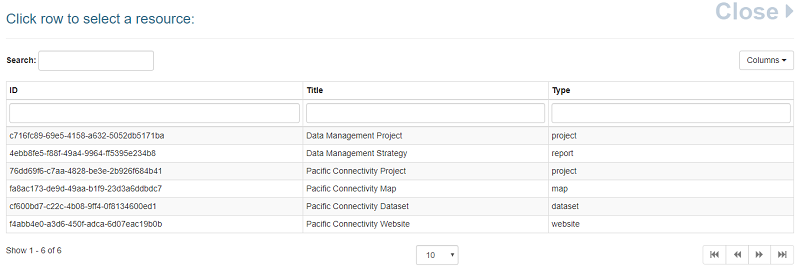 Close
Click row to select a resource:
Search:
Columns
ID Title Type
c716fc89-69e5-4158-a632-5052db5171ba Data Management Project project
4ebb8fe5-f88f-49a4-9964-ff5395e234b8 Data Management Strategy report
76dd69f6-c7aa-4828-be3e-2b926f684b41 Pacific Connectivity Project project
fa8ac173-de9d-49aa-b1f9-23d3a6dbdbc7 Pacific Connectivity Map map
cf600bd7-c22c-4b08-9ff4-0f8134600ed1 Pacific Connectivity Dataset dataset
f4abb4e0-a3d6-450f-adca-6d07eac19b0b Pacific Connectivity Website website
Show 1 - 6 of 6 10